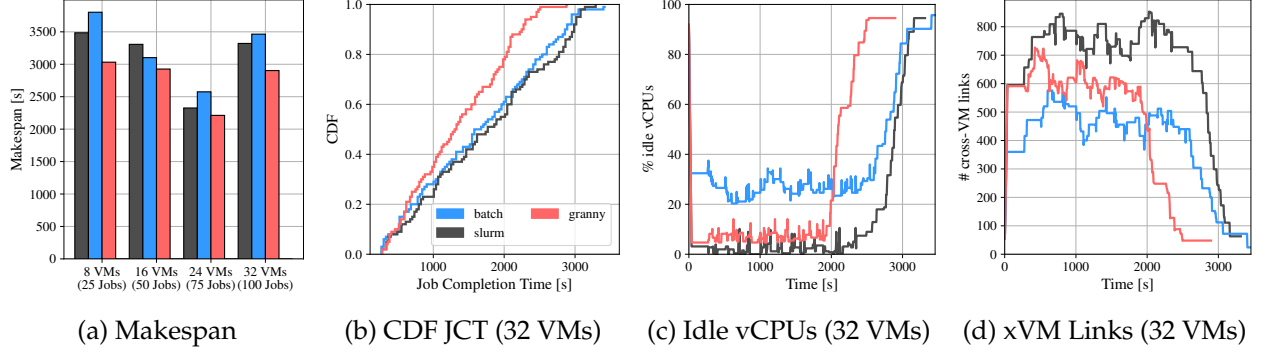 3500
3000
2500
2000
1500
1000
500
0
Makespan [s]
8 VMs
(25 Jobs)
16 VMs
(50 Jobs)
24 VMs
(75 Jobs)
32 VMs
(100 Jobs)
(a) Makespan
1.0
0.8
0.6
0.4
0.2
0.0
CDF
batch
slurm
granny
1000
2000
3000
Job Completion Time [s]
(b) CDF JCT (32 VMs)
100
80
60
40
20
0
% idle vCPUs
0
1000
2000
3000
Time [s]
(c) Idle vCPUs (32 VMs)
800
700
600
500
400
300
200
100
0
# cross-VM links
0
1000
2000
3000
Time [s]
(d) xVM Links (32 VMs)